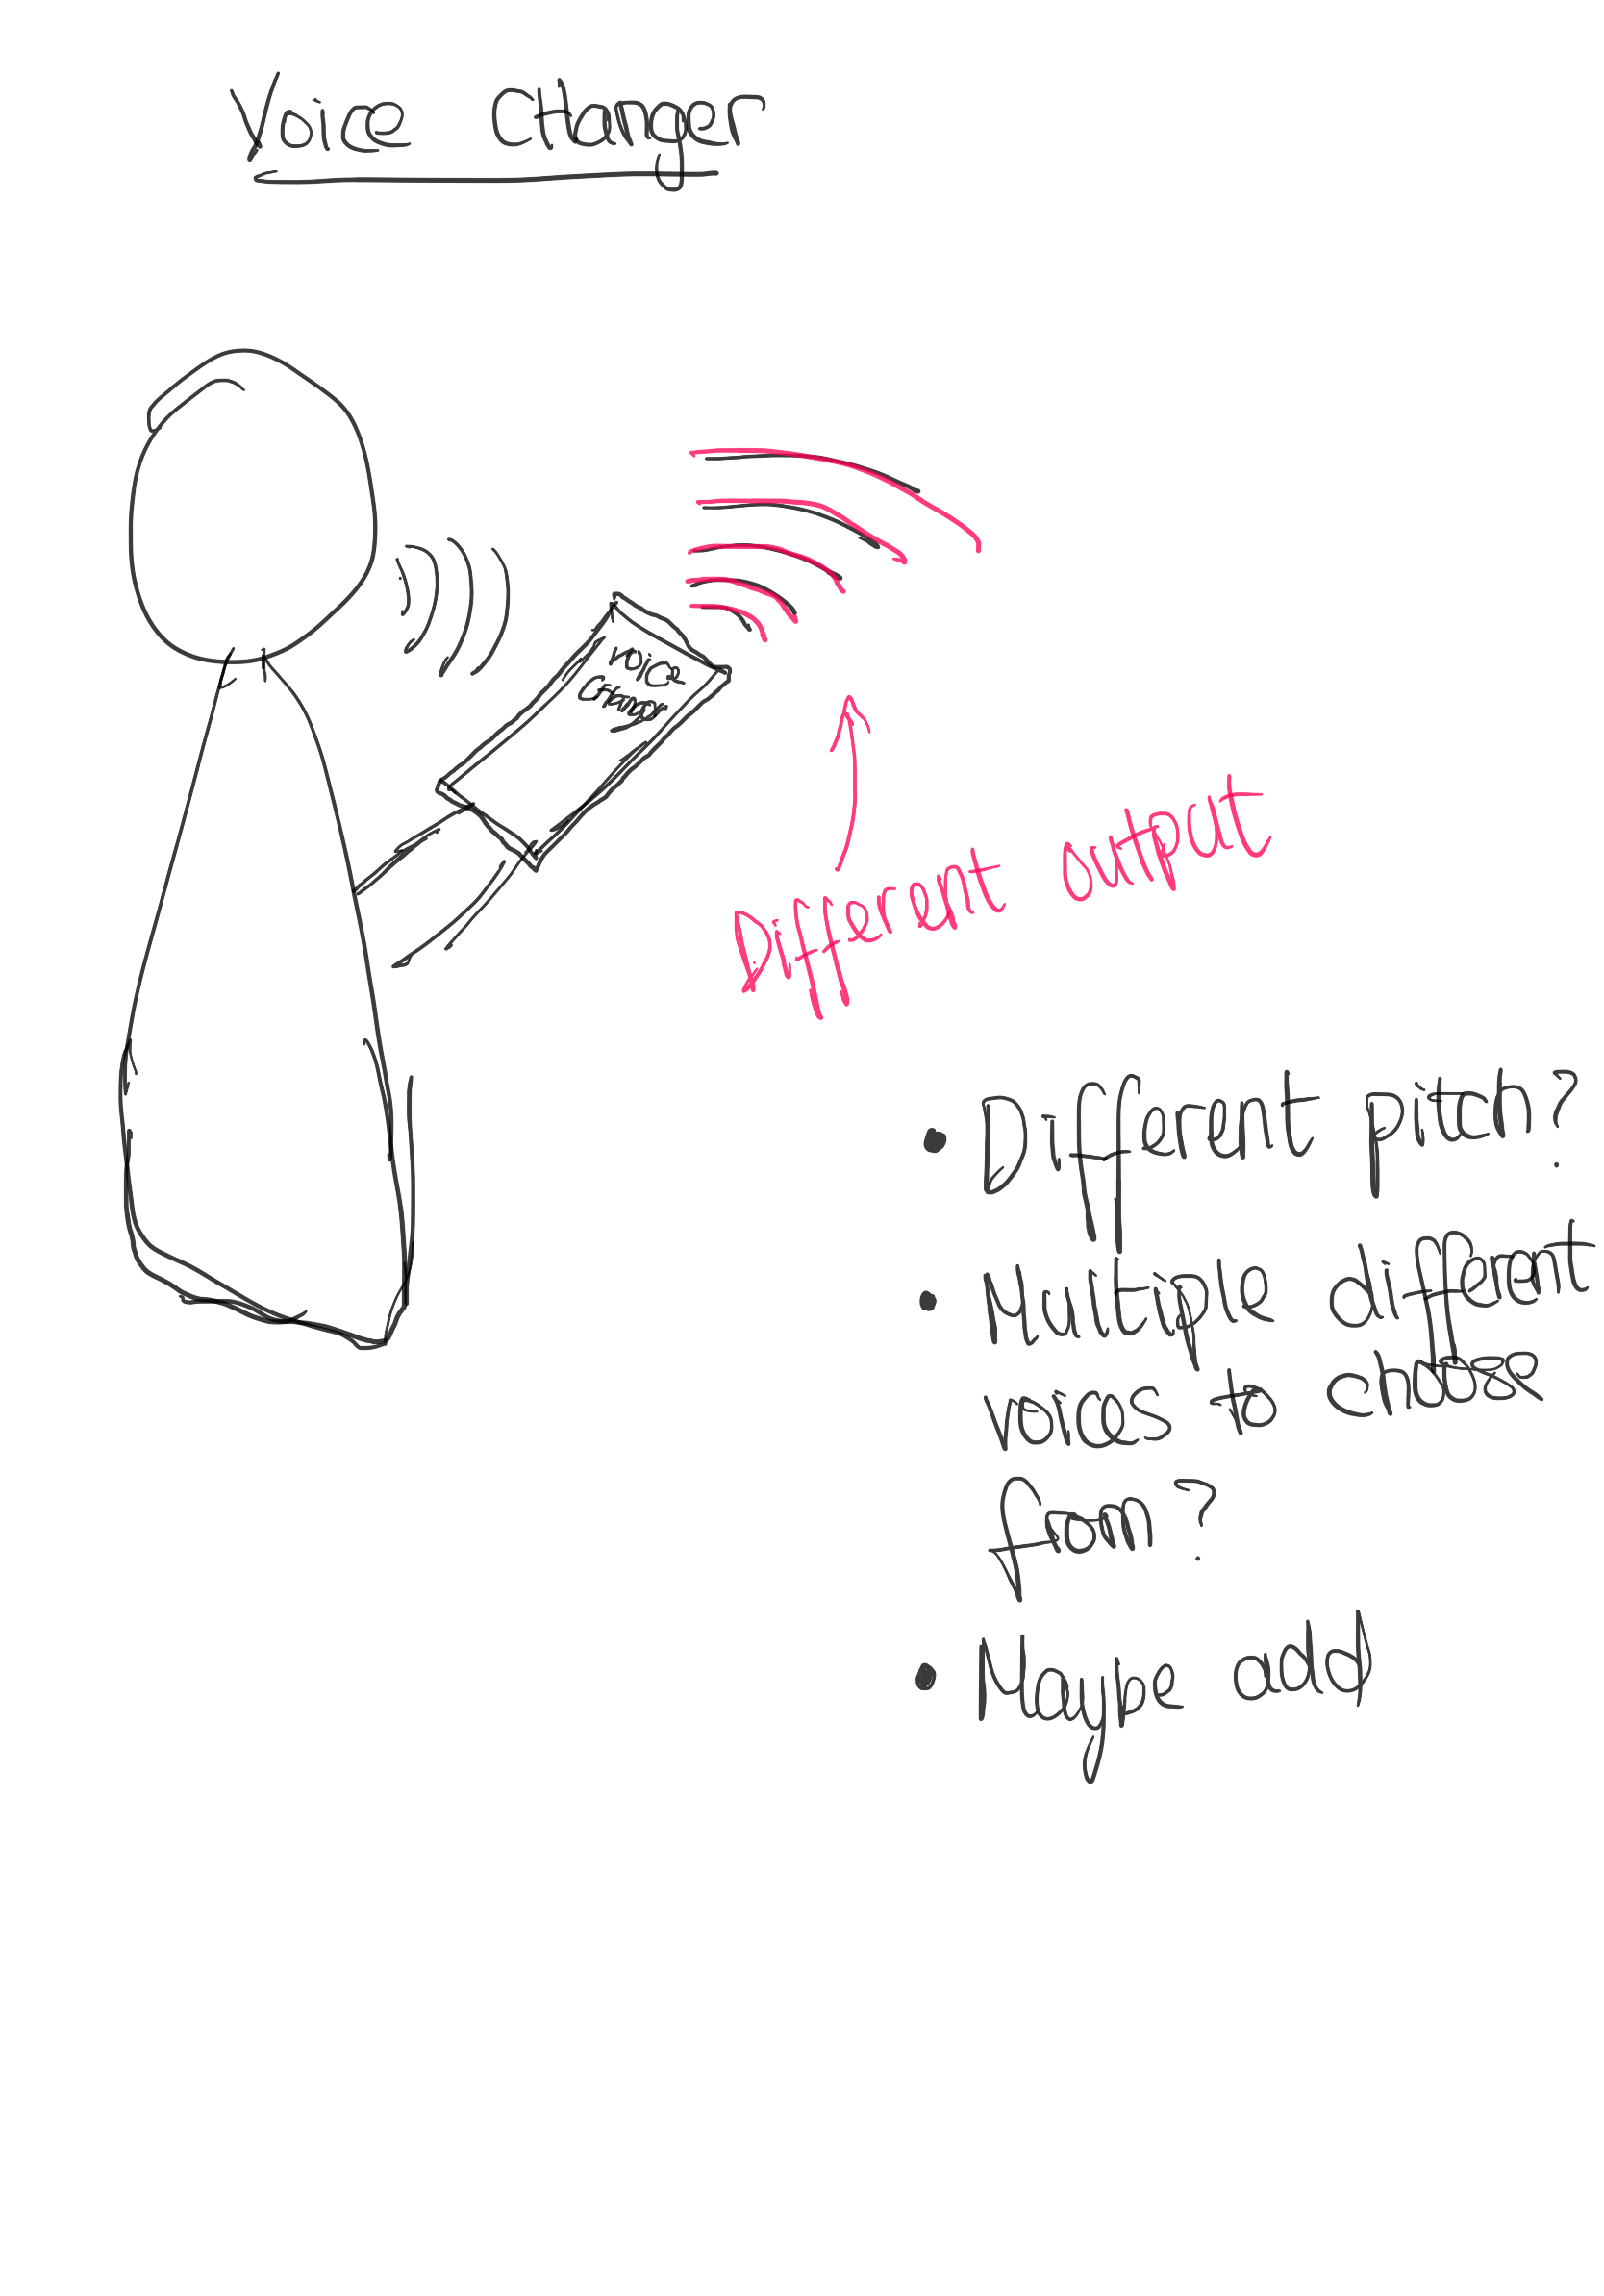 Voice Changer
Voice
Changer
Different output
• Different pitch?
• Multiple different
voices to choose
from?
• Maybe add